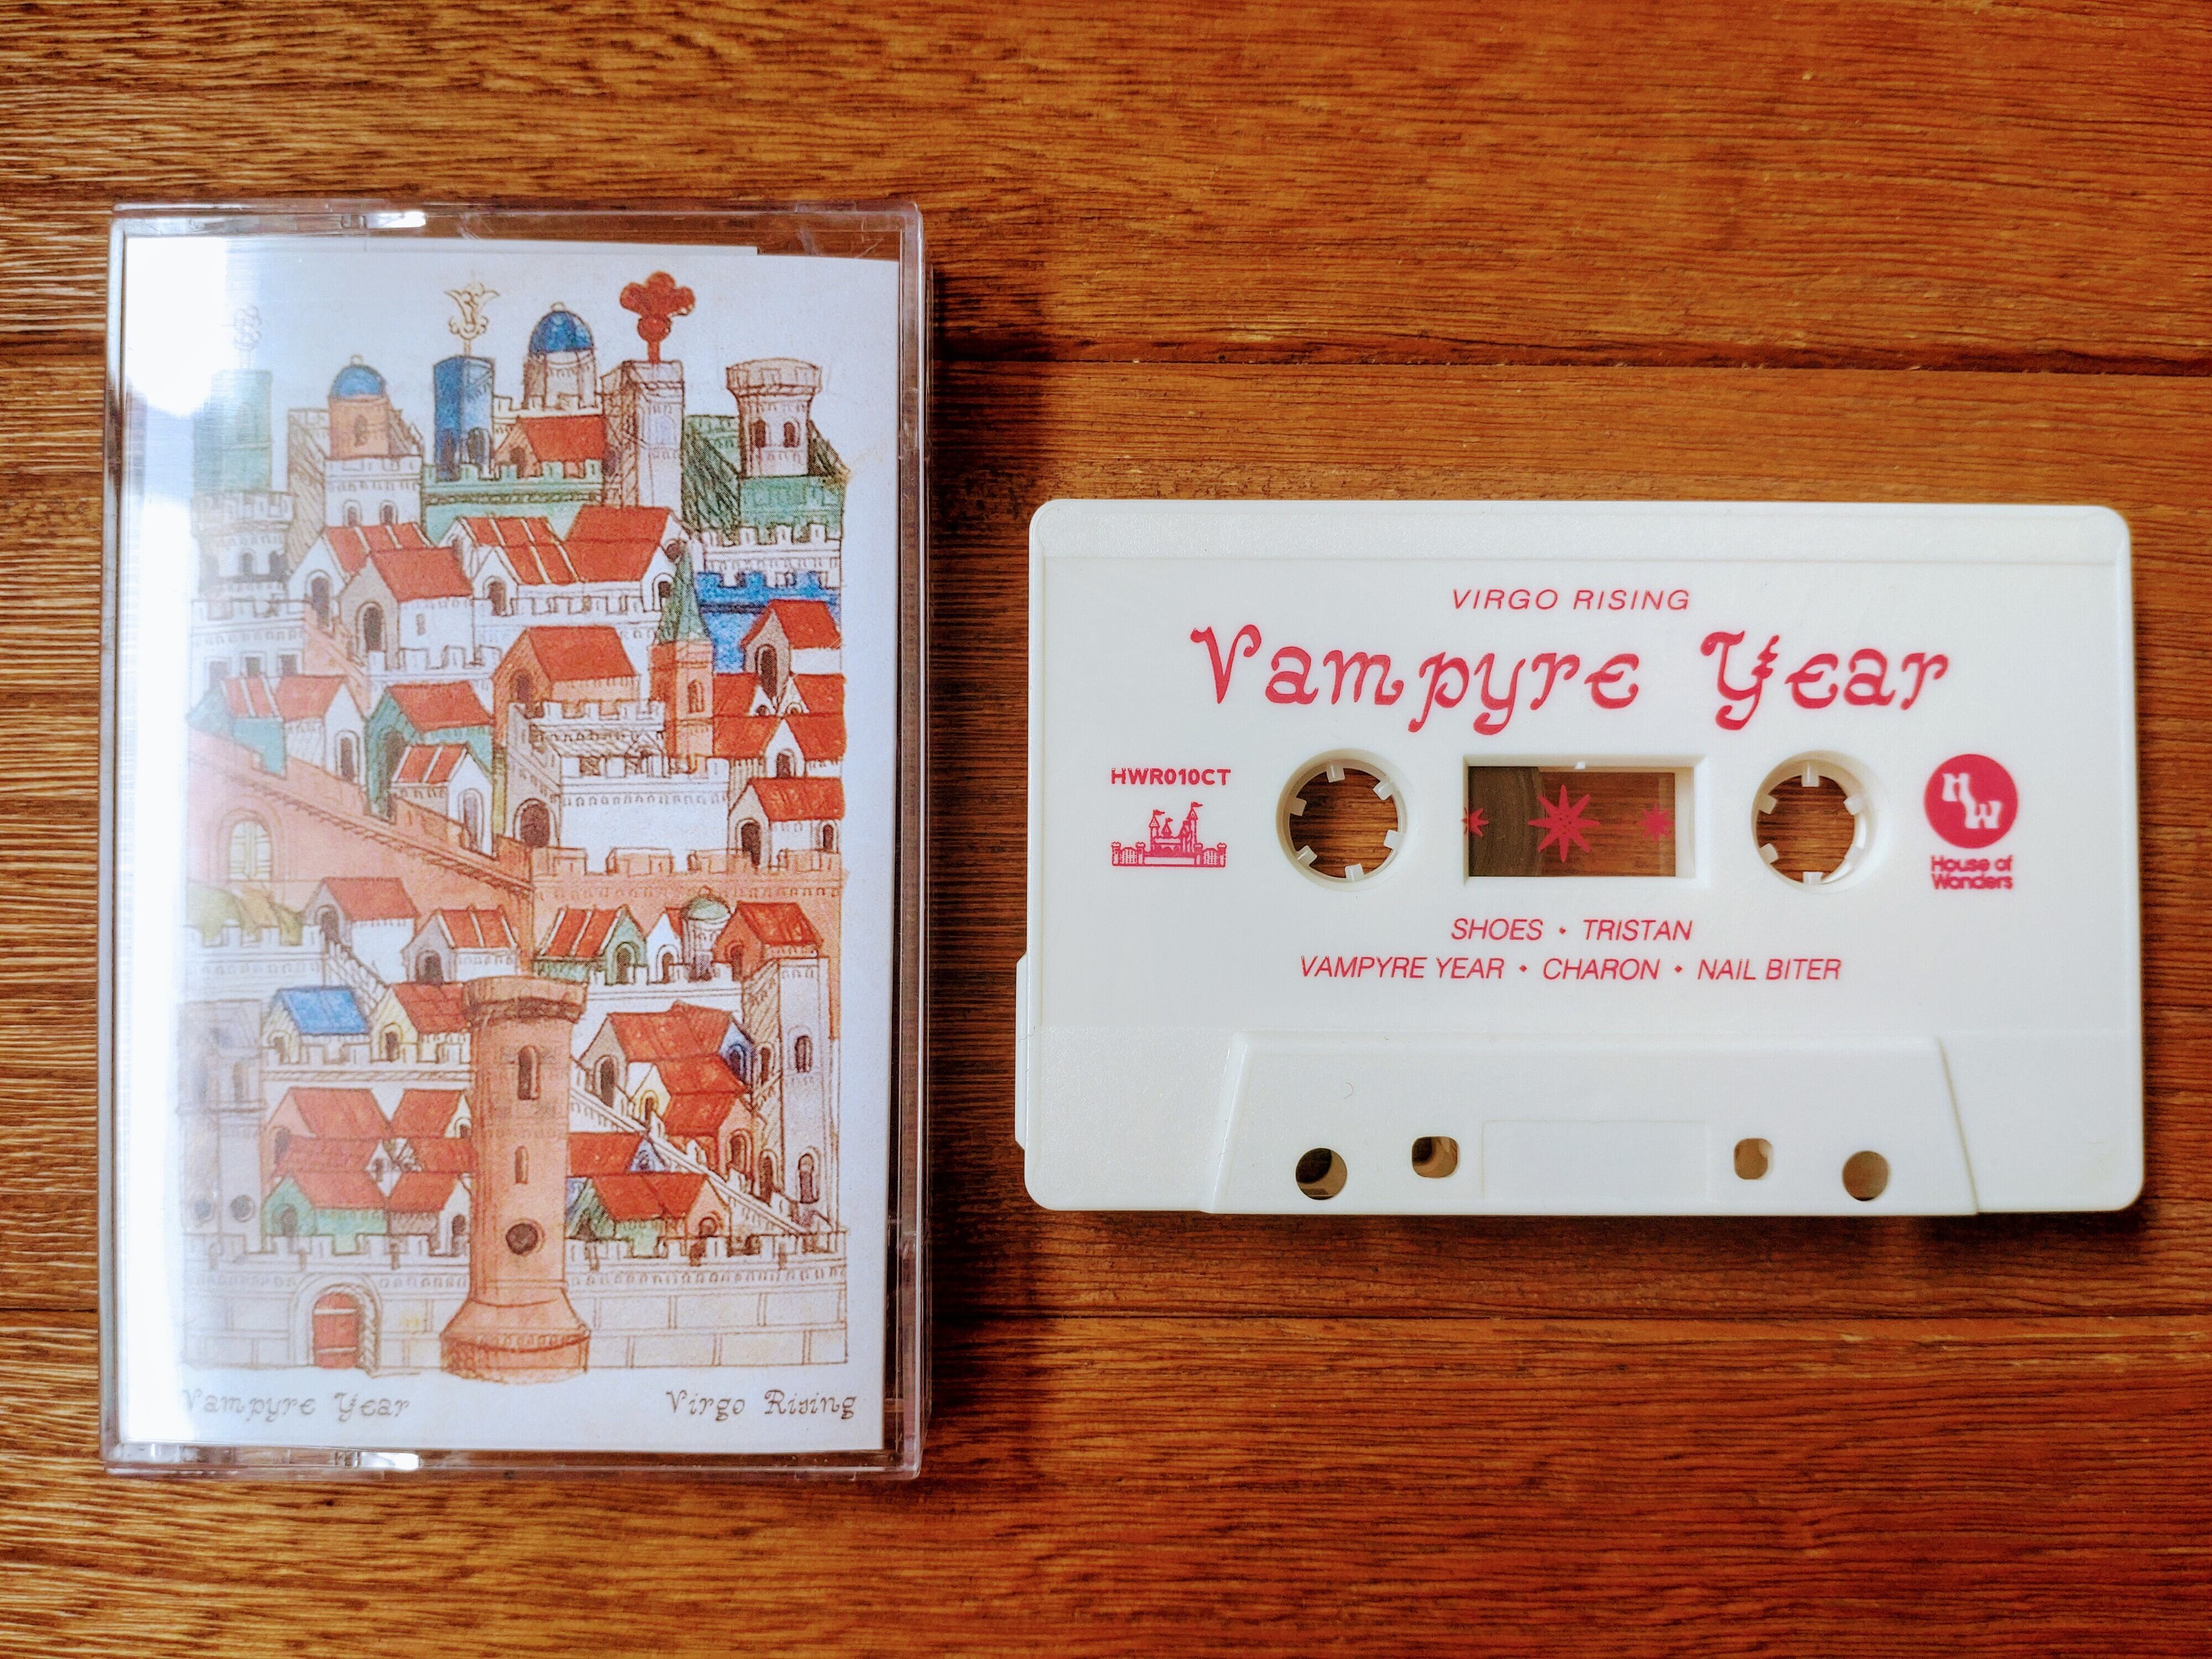 Vampyre Year
Virgo Rising
VIRGO RISING
Vampyre Year
HWR010CT
HW
House of
Wonders
SHOES • TRISTAN
VAMPYRE YEAR • CHARON • NAIL BITER